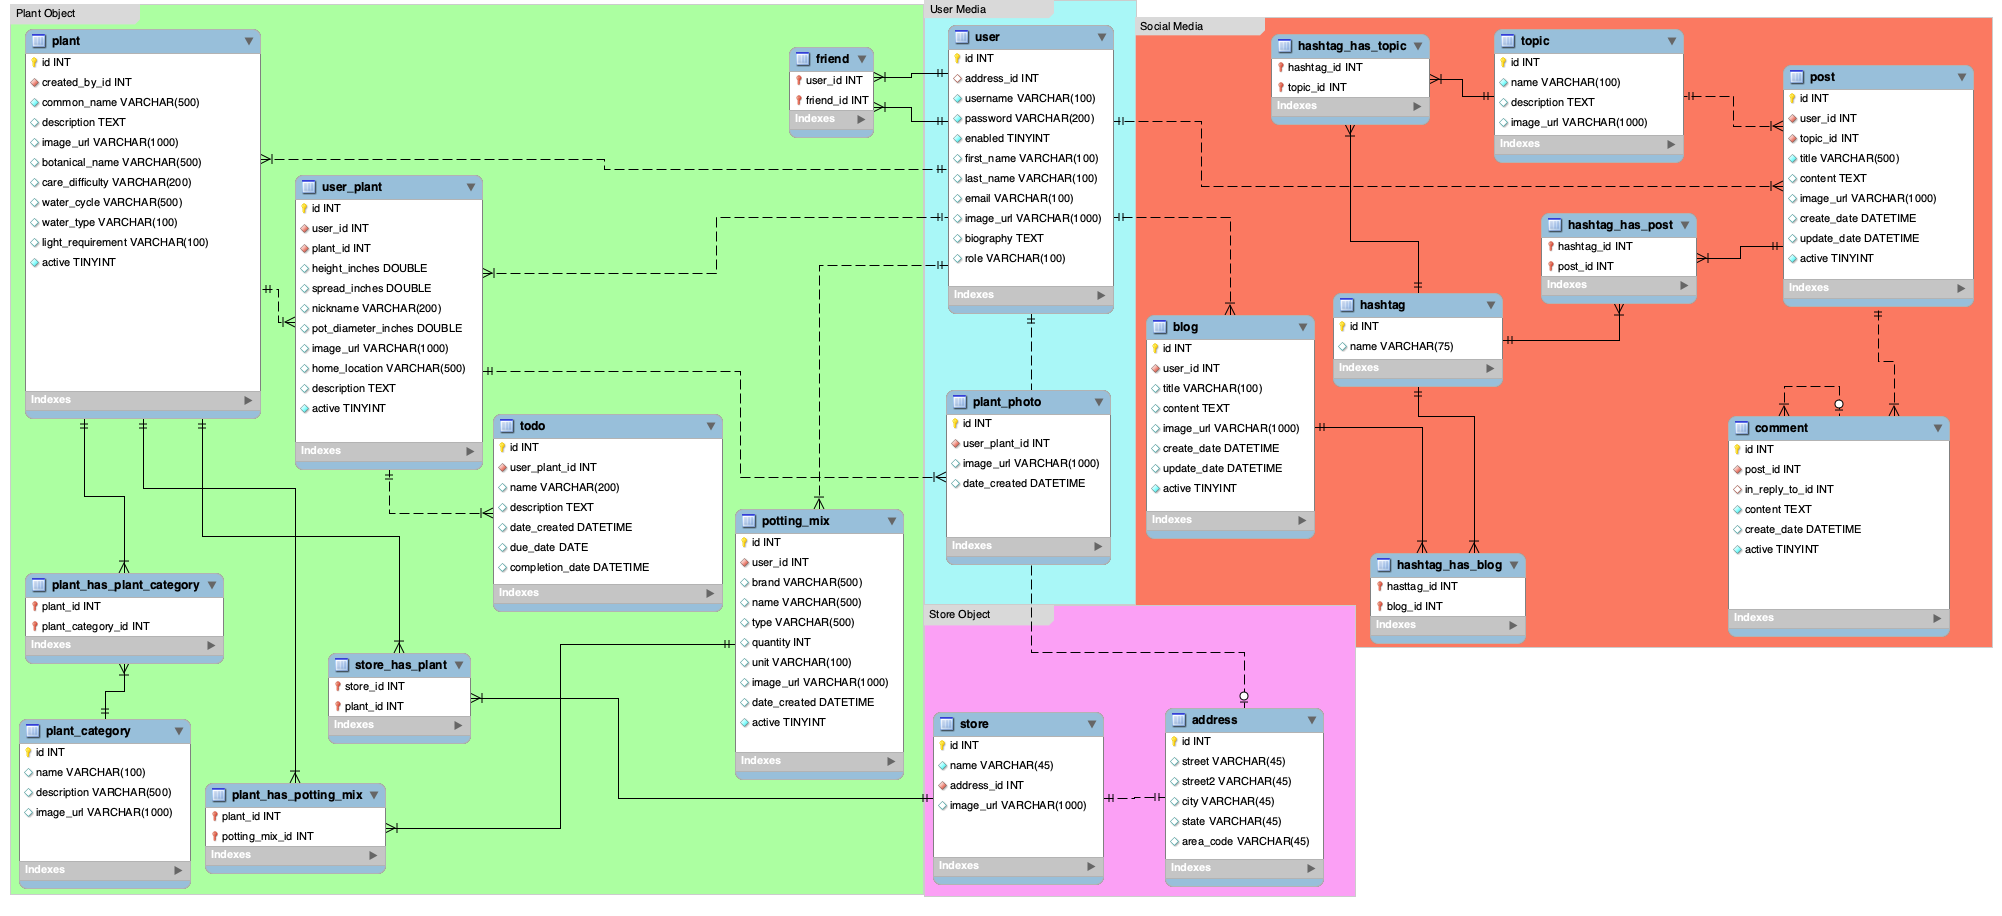 Plant Object
plant
id INT
created_by_id INT
common_name VARCHAR(500)
description TEXT
image_url VARCHAR(1000)
botanical_name VARCHAR(500)
care_difficulty VARCHAR(200)
water_cycle VARCHAR(500)
water_type VARCHAR(100)
light_requirement VARCHAR(100)
active TINYINT
Indexes
friend
user_id INT
friend_id INT
Indexes
user_plant
id INT
user_id INT
plant_id INT
height_inches DOUBLE
spread_inches DOUBLE
nickname VARCHAR(200)
pot_diameter_inches DOUBLE
image_url VARCHAR(1000)
home_location VARCHAR(500)
description TEXT
active TINYINT
Indexes
todo
id INT
user_plant_id INT
name VARCHAR(200)
description TEXT
date_created DATETIME
due_date DATE
completion_date DATETIME
Indexes
potting_mix
id INT
user_id INT
brand VARCHAR(500)
name VARCHAR(500)
type VARCHAR(500)
quantity INT
unit VARCHAR(100)
image_url VARCHAR(1000)
date_created DATETIME
active TINYINT
Indexes
plant_has_plant_category
plant_id INT
plant_category_id INT
Indexes
store_has_plant
store_id INT
plant_id INT
Indexes
plant_category
id INT
name VARCHAR(100)
description VARCHAR(500)
image_url VARCHAR(1000)
Indexes
plant_has_potting_mix
plant_id INT
potting_mix_id INT
Indexes
User Media
user
id INT
address_id INT
username VARCHAR(100)
password VARCHAR(200)
enabled TINYINT
first_name VARCHAR(100)
last_name VARCHAR(100)
email VARCHAR(100)
image_url VARCHAR(1000)
biography TEXT
role VARCHAR(100)
Indexes
plant_photo
id INT
user_plant_id INT
image_url VARCHAR(1000)
date_created DATETIME
Indexes
Store Object
store
id INT
name VARCHAR(45)
address_id INT
image_url VARCHAR(1000)
Indexes
address
id INT
street VARCHAR(45)
street2 VARCHAR(45)
city VARCHAR(45)
state VARCHAR(45)
area_code VARCHAR(45)
Indexes
Social Media
hashtag_has_topic
hashtag_id INT
topic_id INT
Indexes
topic
id INT
name VARCHAR(100)
description TEXT
image_url VARCHAR(1000)
Indexes
post
id INT
user_id INT
topic_id INT
title VARCHAR(500)
content TEXT
image_url VARCHAR(1000)
create_date DATETIME
update_date DATETIME
active TINYINT
Indexes
hashtag_has_post
hashtag_id INT
post_id INT
Indexes
hashtag
id INT
name VARCHAR(75)
Indexes
blog
id INT
user_id INT
title VARCHAR(100)
content TEXT
image_url VARCHAR(1000)
create_date DATETIME
update_date DATETIME
active TINYINT
Indexes
comment
id INT
post_id INT
in_reply_to_id INT
content TEXT
create_date DATETIME
active TINYINT
Indexes
hashtag_has_blog
hasttag_id INT
blog_id INT
Indexes